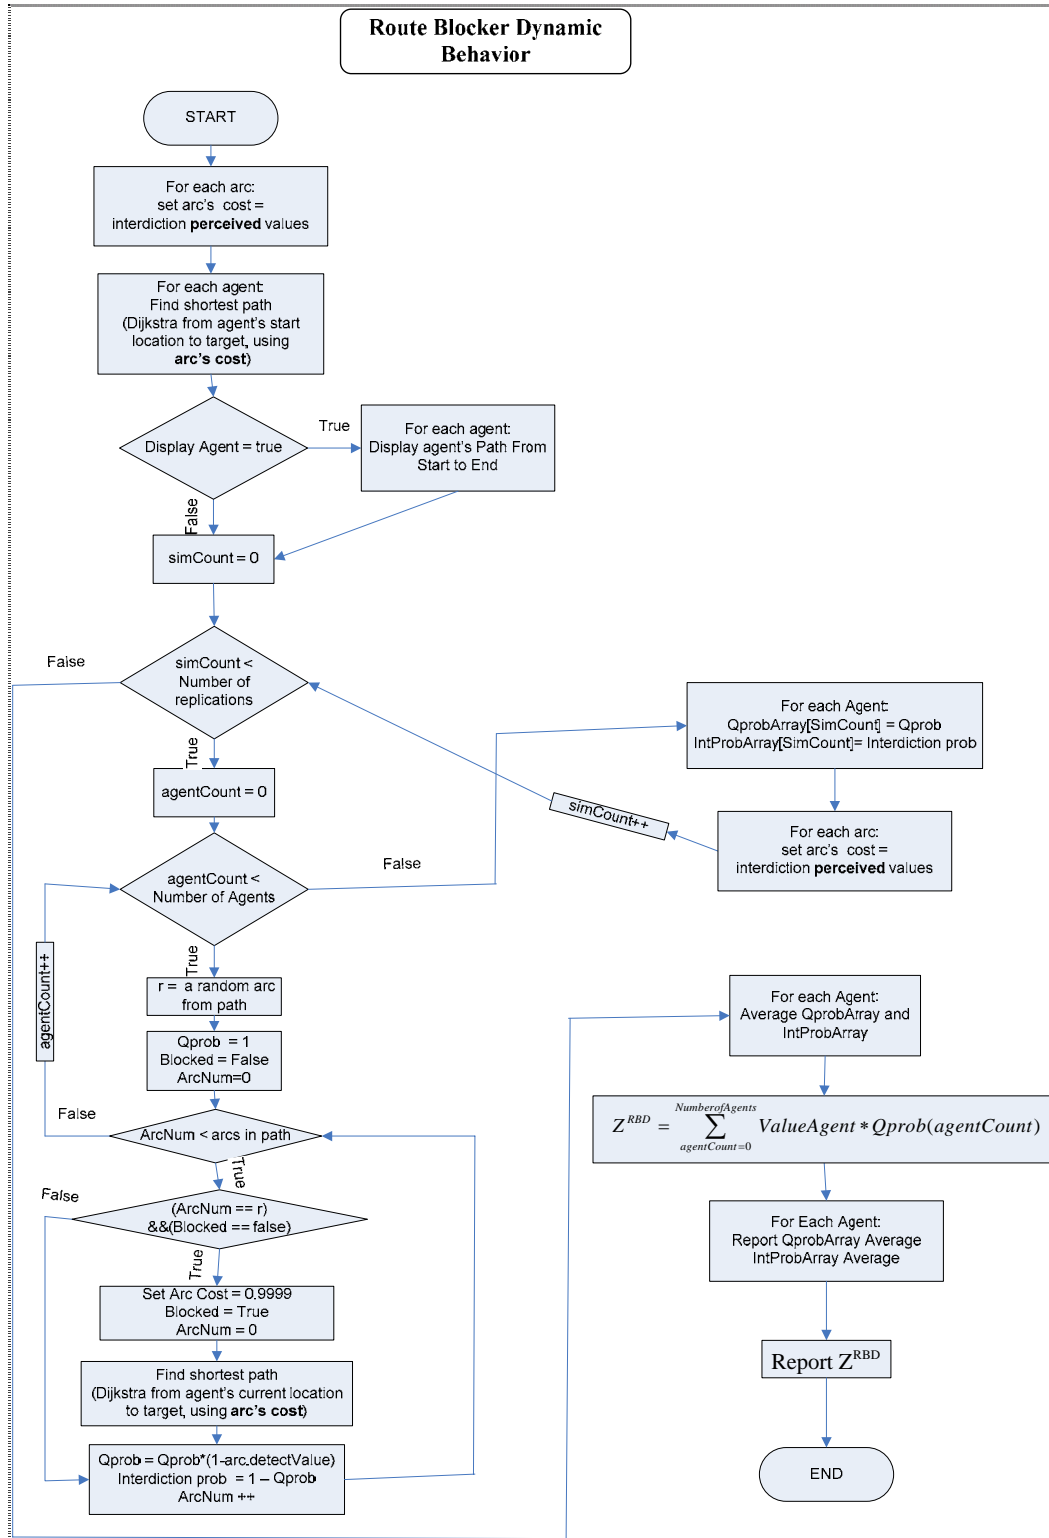 Route Blocker Dynamic
Behavior
START
For each arc:
set arc's cost =
interdiction perceived values
For each agent:
Find shortest path
(Dijkstra from agent's start
location to target, using
arc's cost)
Display Agent = true
True
For each agent:
Display agent's Path From
Start to End
False
simCount = 0
simCount <
Number of
replications
False
True
agentCount = 0
agentCount <
Number of Agents
False
For each Agent:
QprobArray[SimCount] = Qprob
IntProbArray[SimCount]= Interdiction prob
For each arc:
set arc's cost =
interdiction perceived values
simCount++
True
r = a random arc
from path
Qprob = 1
Blocked = False
ArcNum=0
agentCount++
False
ArcNum < arcs in path
True
False
(ArcNum == r)
&&(Blocked == false)
True
Set Arc Cost = 0.9999
Blocked = True
ArcNum = 0
Find shortest path
(Dijkstra from agent's current location
to target, using arc's cost)
Qprob = Qprob*(1-arc.detectValue)
Interdiction prob = 1 – Qprob
ArcNum ++
For each Agent:
Average QprobArray and
IntProbArray
Z^{RBD} = \sum_{agentCount=0}^{NumberofAgents} ValueAgent * Qprob(agentCount)
For Each Agent:
Report QprobArray Average
IntProbArray Average
Report Z^{RBD}
END